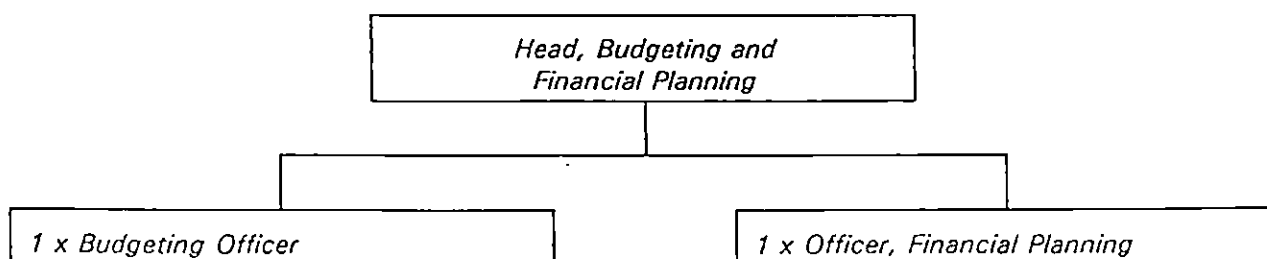 Head, Budgeting and
Financial Planning
1 x Budgeting Officer
1 x Officer, Financial Planning